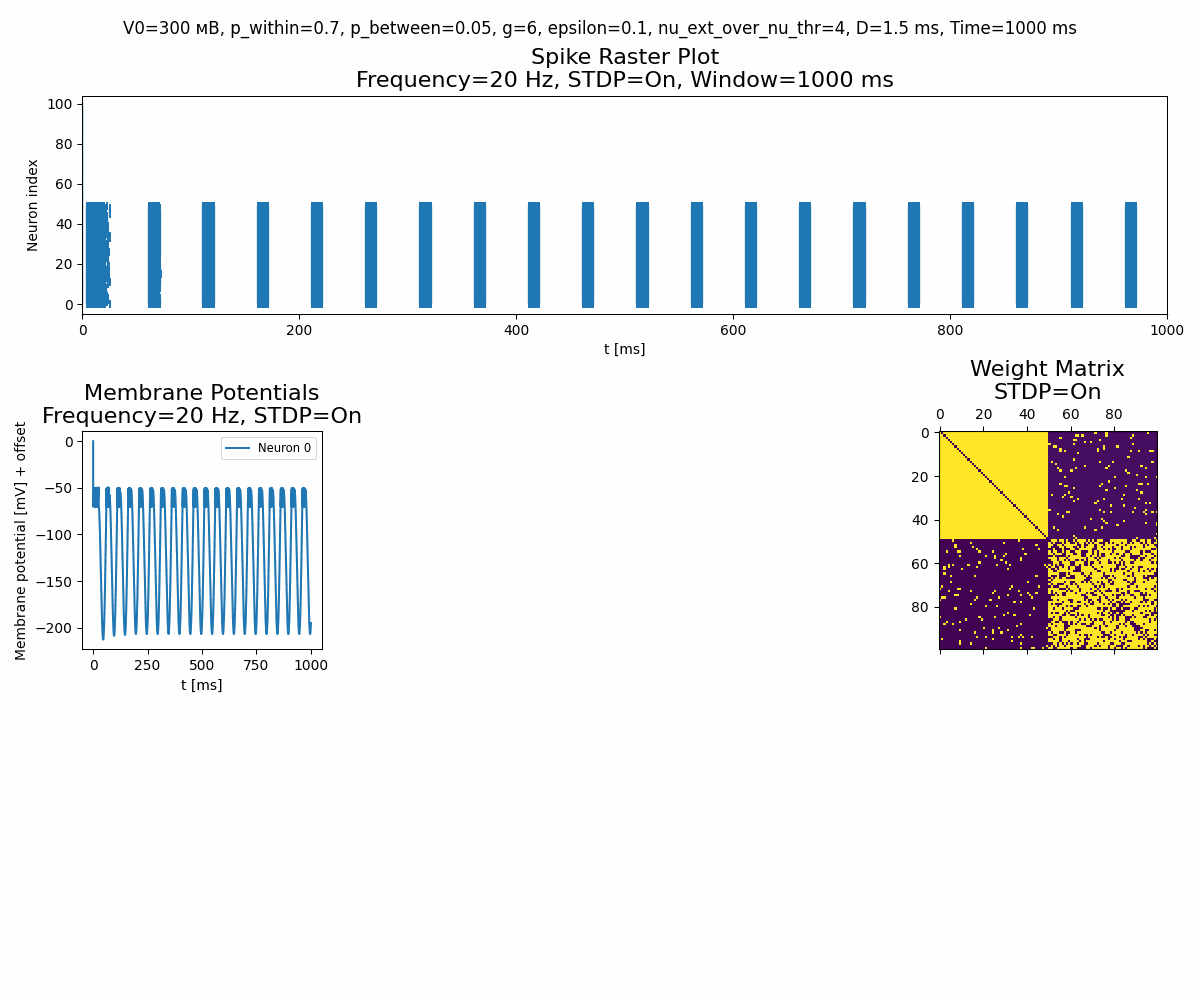 V0=300 мВ, p_within=0.7, p_between=0.05, g=6, epsilon=0.1, nu_ext_over_nu_thr=4, D=1.5 ms, Time=1000 ms
Spike Raster Plot
Frequency=20 Hz, STDP=On, Window=1000 ms
100
80
60
40
20
0
Neuron index
0 200 400 600 800 1000
t [ms]
Membrane Potentials
Frequency=20 Hz, STDP=On
Neuron 0
0
−50
−100
−150
−200
Membrane potential [mV] + offset
0 250 500 750 1000
t [ms]
Weight Matrix
STDP=On
0 20 40 60 80
0
20
40
60
80